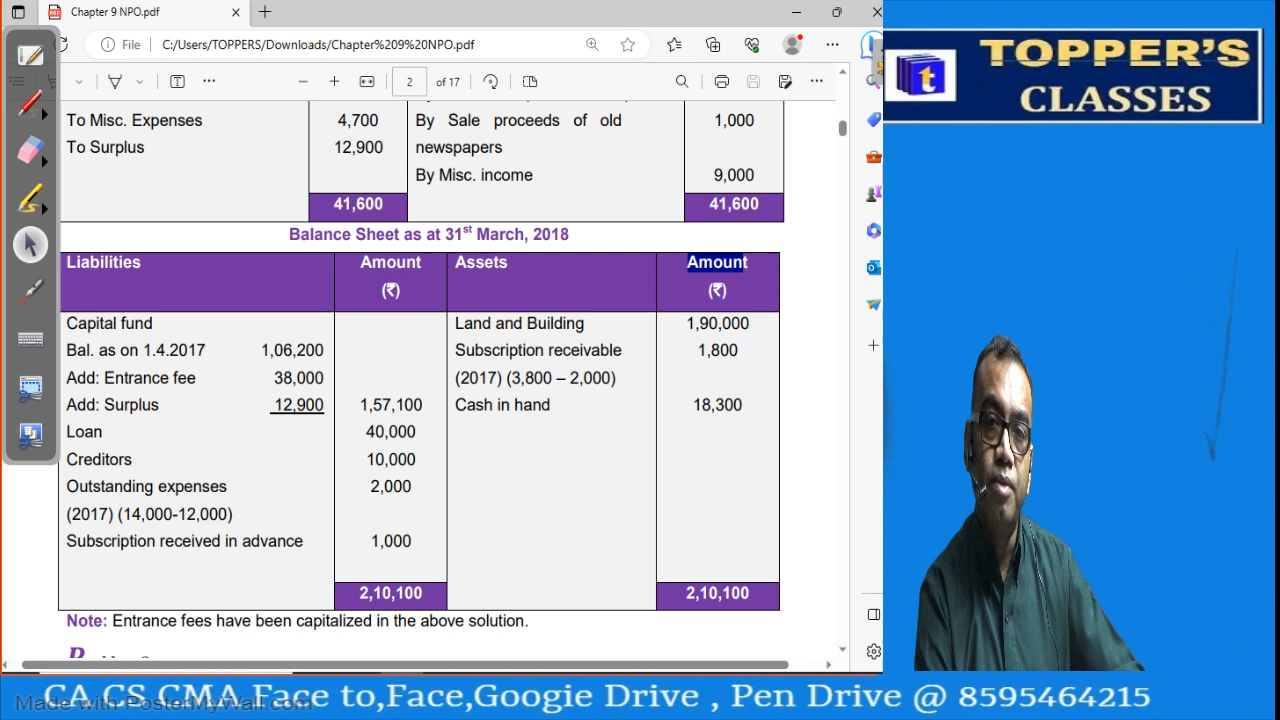 Chapter 9 NPO.pdf
File
C:/Users/TOPPERS/Downloads/Chapter%209%20NPO.pdf
2 of 17
TOPPER'S
CLASSES
t
To Misc. Expenses 4,700 By Sale proceeds of old 1,000
To Surplus 12,900 newspapers
By Misc. income 9,000
41,600 41,600
Balance Sheet as at 31st March, 2018
Liabilities Amount Assets Amount
(₹) (₹)
Capital fund Land and Building 1,90,000
Bal. as on 1.4.2017 1,06,200 Subscription receivable 1,800
Add: Entrance fee 38,000 (2017) (3,800 – 2,000)
Add: Surplus 12,900 1,57,100 Cash in hand 18,300
Loan 40,000
Creditors 10,000
Outstanding expenses 2,000
(2017) (14,000-12,000)
Subscription received in advance 1,000
2,10,100 2,10,100
Note: Entrance fees have been capitalized in the above solution.
CA CS CMA Face to,Face,Googie Drive , Pen Drive @ 8595464215
Made with PosterMyWall.com